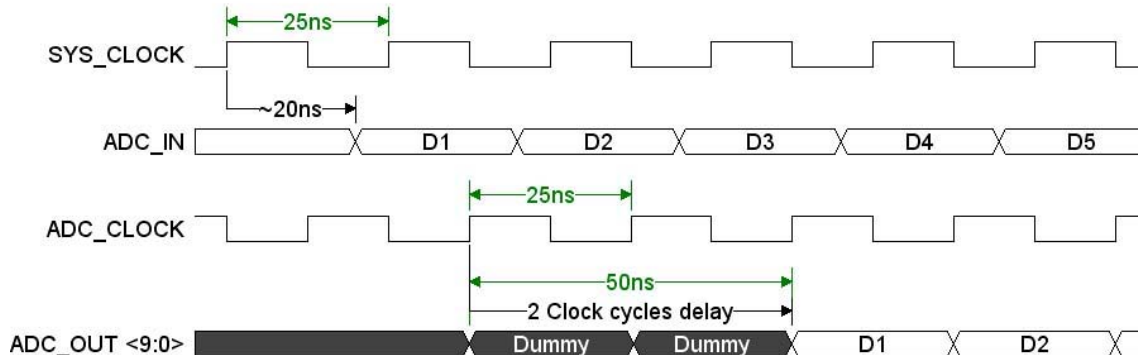 25ns
SYS_CLOCK
~20ns
ADC_IN D1 D2 D3 D4 D5
25ns
ADC_CLOCK
50ns
2 Clock cycles delay
ADC_OUT <9:0> Dummy Dummy D1 D2